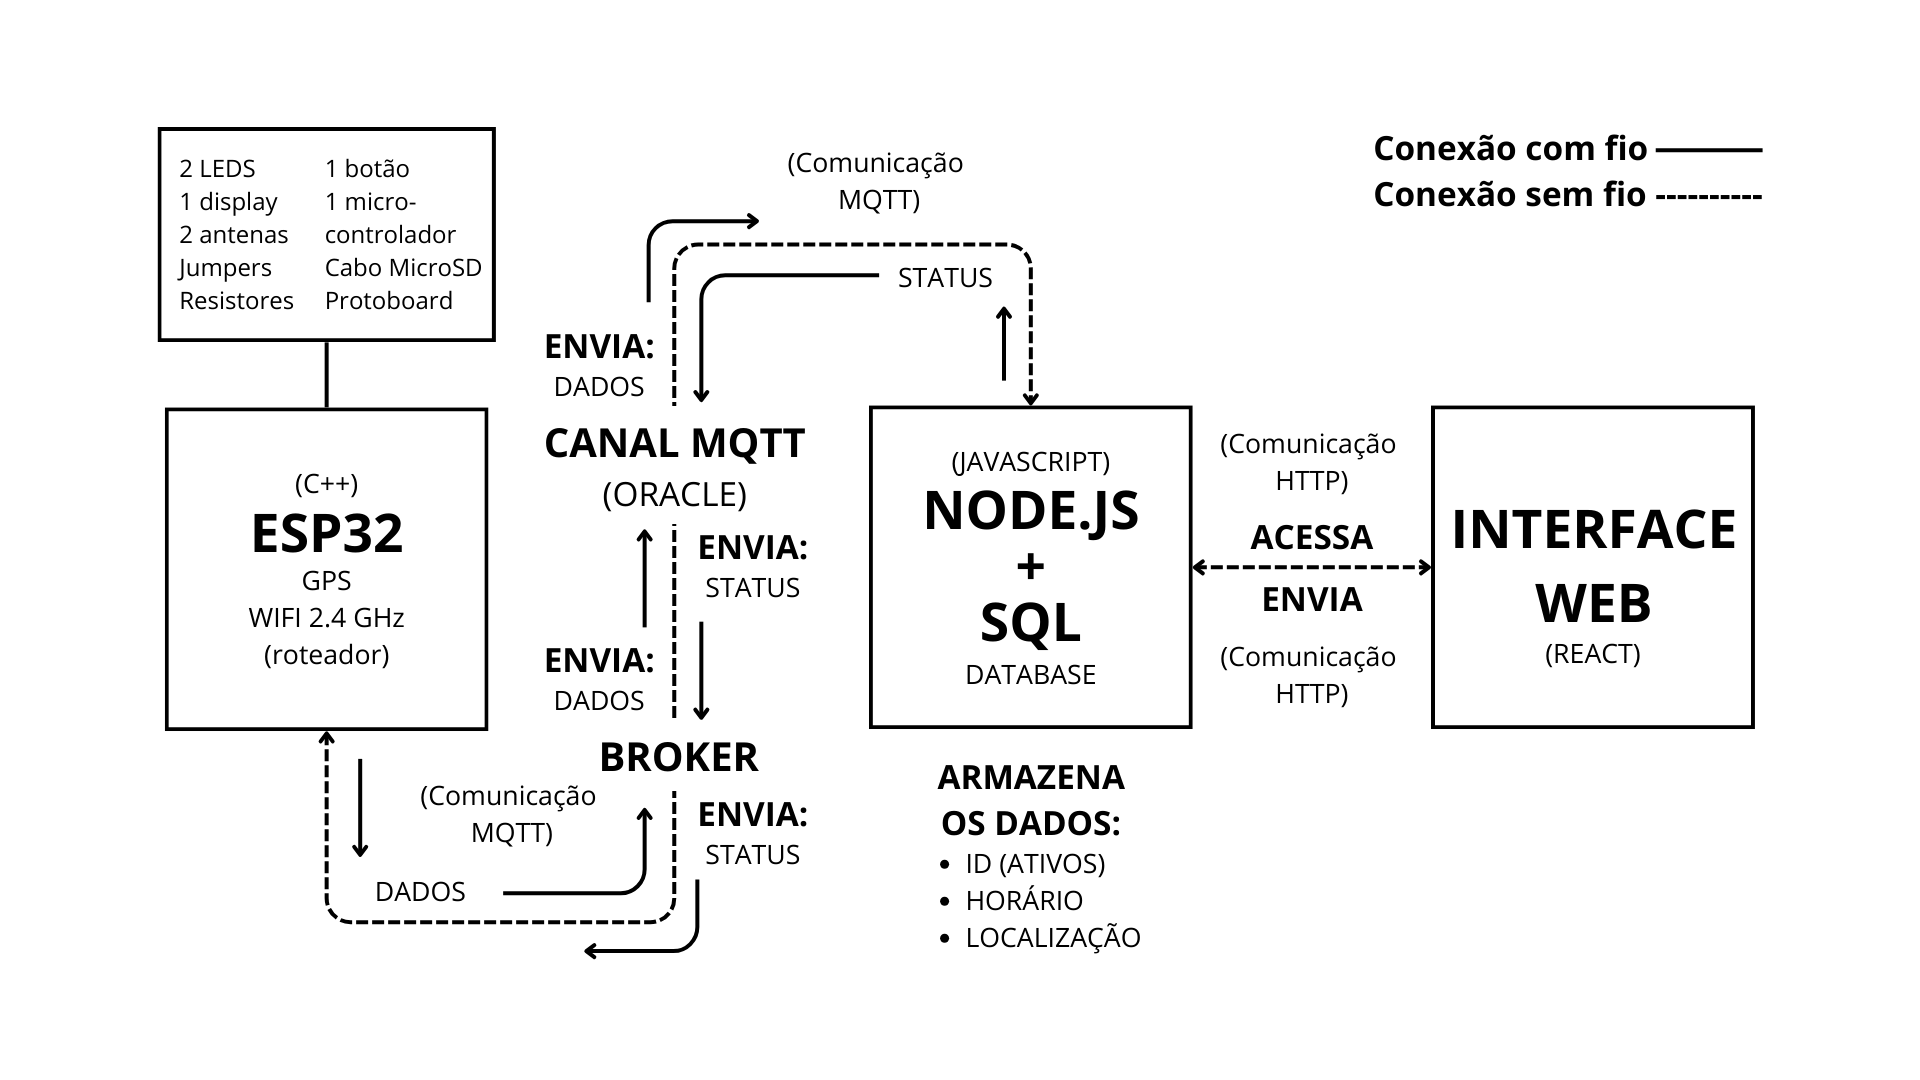 2 LEDS
1 display
2 antenas
Jumpers
Resistores
1 botão
1 micro-
controlador
Cabo MicroSD
Protoboard
(C++)
ESP32
GPS
WIFI 2.4 GHz
(roteador)
(Comunicação
MQTT)
DADOS
(Comunicação
MQTT)
STATUS
ENVIA:
DADOS
CANAL MQTT
(ORACLE)
ENVIA:
STATUS
ENVIA:
DADOS
BROKER
ENVIA:
STATUS
(JAVASCRIPT)
NODE.JS
+
SQL
DATABASE
ARMAZENA
OS DADOS:
• ID (ATIVOS)
• HORÁRIO
• LOCALIZAÇÃO
Conexão com fio
Conexão sem fio
(Comunicação
HTTP)
ACESSA
ENVIA
(Comunicação
HTTP)
INTERFACE
WEB
(REACT)